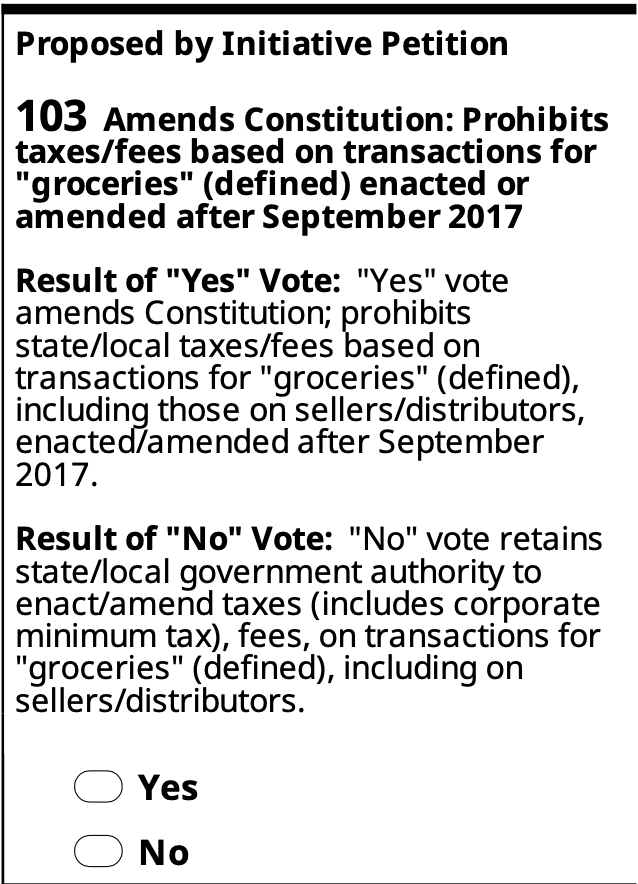 Proposed by Initiative Petition
103 Amends Constitution: Prohibits
taxes/fees based on transactions for
"groceries" (defined) enacted or
amended after September 2017
Result of "Yes" Vote: "Yes" vote
amends Constitution; prohibits
state/local taxes/fees based on
transactions for "groceries" (defined),
including those on sellers/distributors,
enacted/amended after September
2017.
Result of "No" Vote: "No" vote retains
state/local government authority to
enact/amend taxes (includes corporate
minimum tax), fees, on transactions for
"groceries" (defined), including on
sellers/distributors.
Yes
No